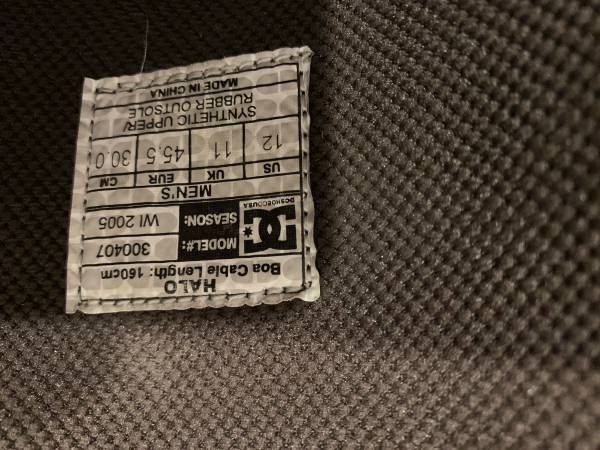 HALO
Boa Cable Length: 160cm
DC
DCSHOECOUSA
MODEL#: 300407
SEASON: WI 2005
MEN'S
US UK EUR CM
12 11 45.5 30.0
SYNTHETIC UPPER/
RUBBER OUTSOLE
MADE IN CHINA